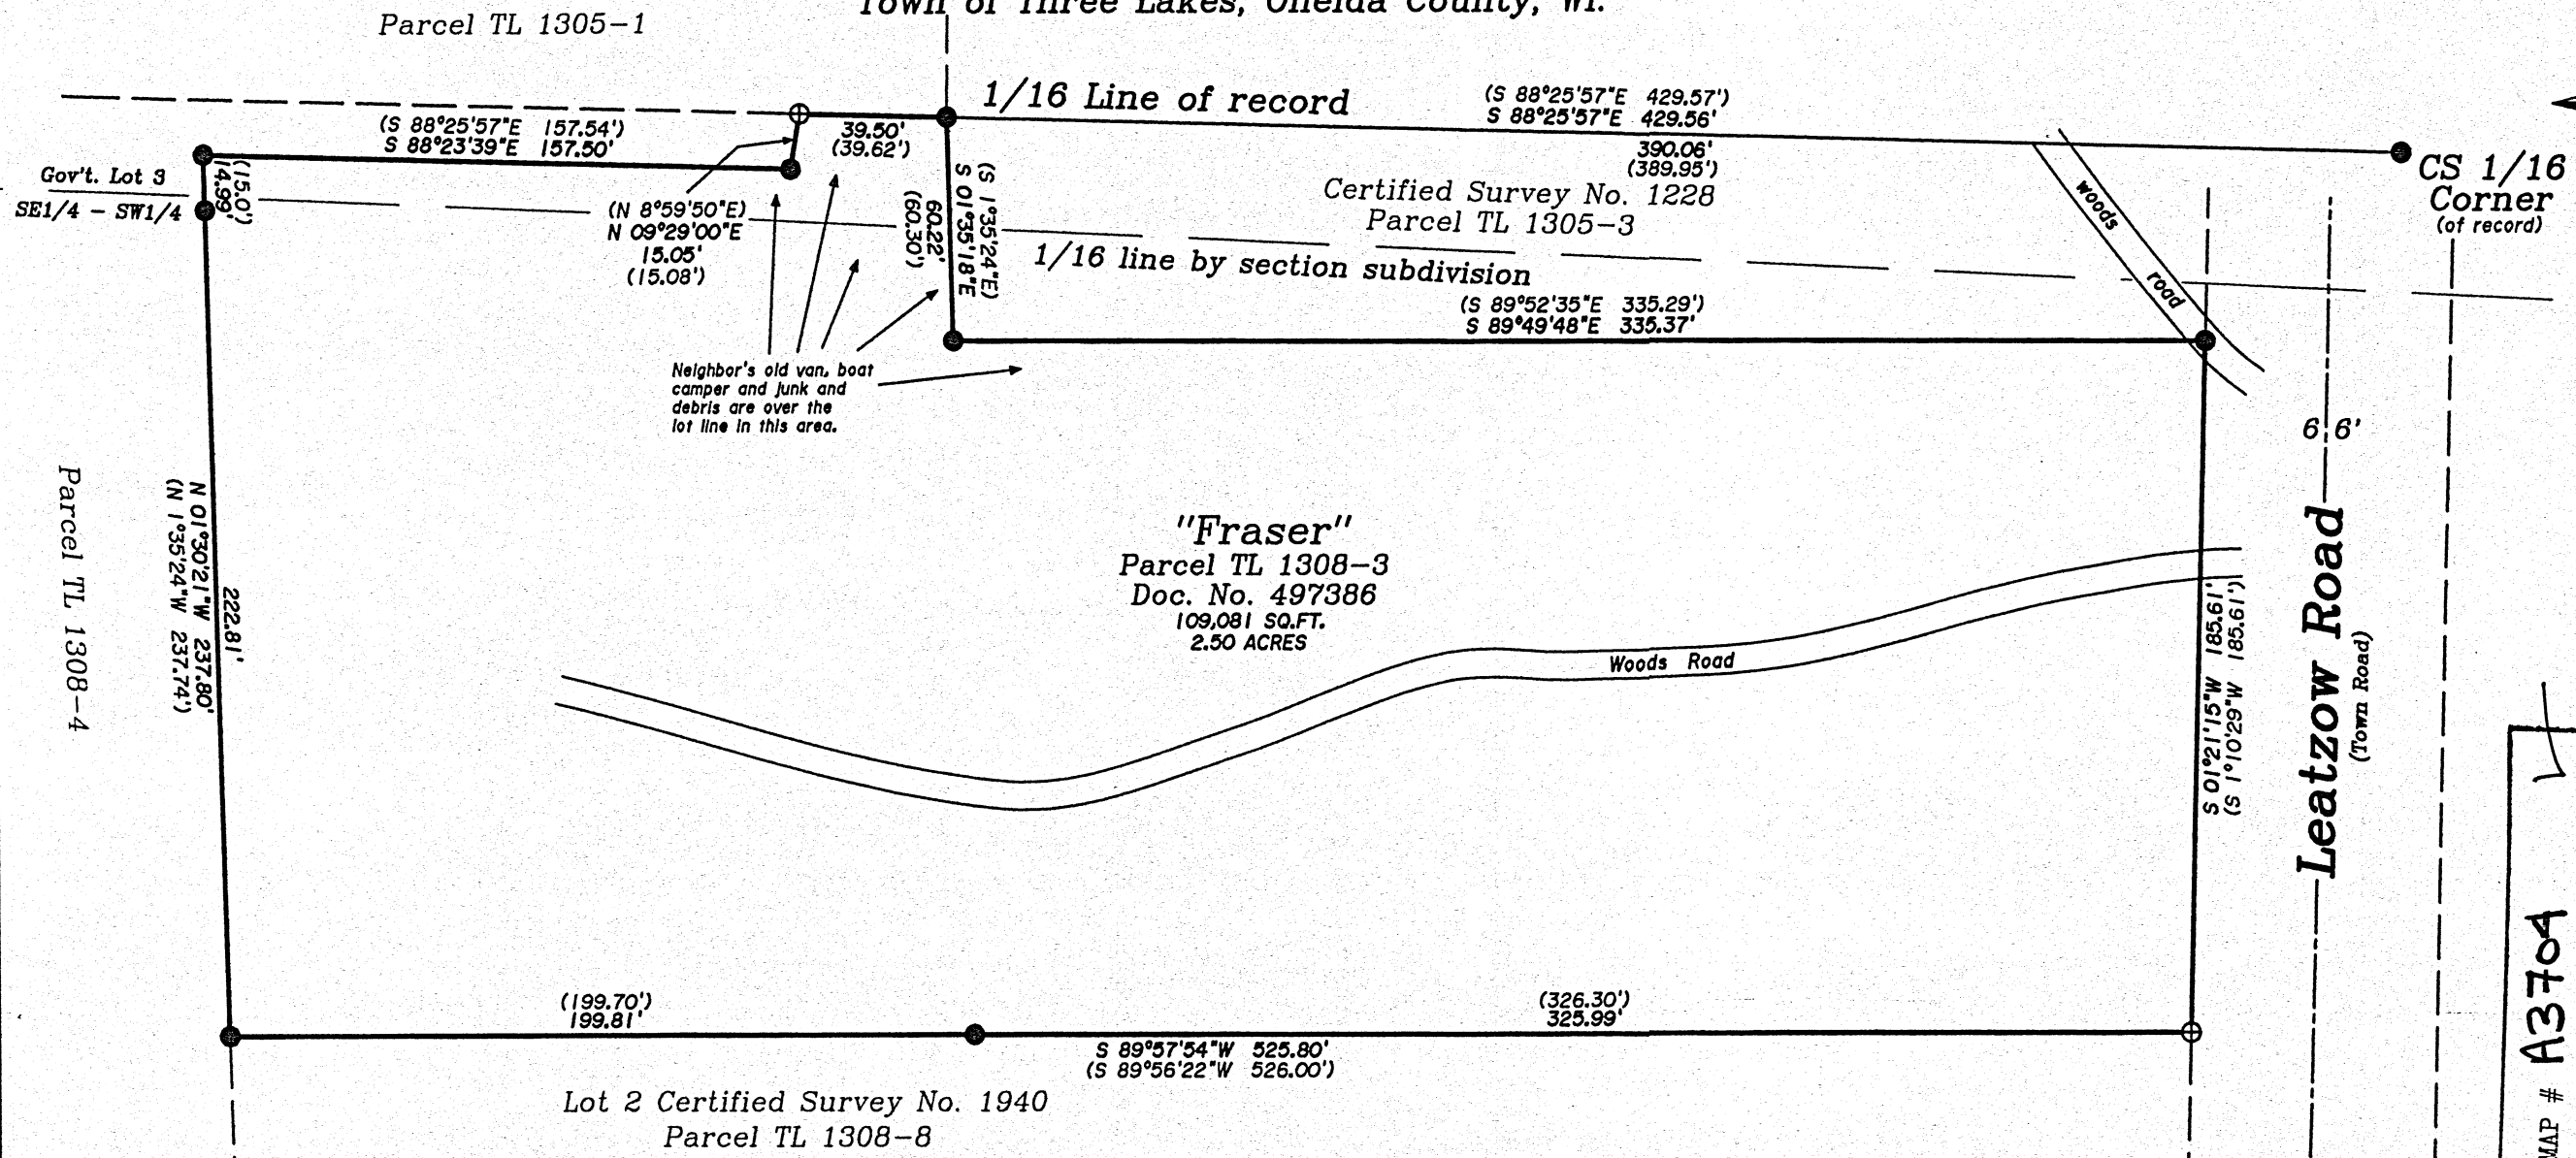 Town of Three Lakes, Oneida County, WI.
Parcel TL 1305-1
1/16 Line of record
(S 88°25'57"E 429.57')
S 88°25'57"E 429.56'
(S 88°25'57"E 157.54')
S 88°23'39"E 157.50'
39.50'
(39.62')
390.06'
(389.95')
CS 1/16
Corner
(of record)
Gov't. Lot 3
SE1/4 - SW1/4
(15.0')
14.99'
(N 8°59'50"E)
N 09°29'00"E
15.05'
(15.08')
(S 1°35'24"E)
S 01°35'18"E
60.22'
(60.30')
Certified Survey No. 1228
Parcel TL 1305-3
1/16 line by section subdivision
(S 89°52'35"E 335.29')
S 89°49'48"E 335.37'
woods
road
Neighbor's old van, boat
camper and junk and
debris are over the
lot line in this area.
66'
Parcel TL 1308-4
222.81'
N 01°30'21"W 237.80'
(N 1°35'24"W 237.74')
"Fraser"
Parcel TL 1308-3
Doc. No. 497386
109,081 SQ.FT.
2.50 ACRES
Woods Road
S 01°21'15"W 185.61'
(S 1°10'29"W 185.61')
Leatzow Road
(Town Road)
(199.70')
199.81'
(326.30')
325.99'
S 89°57'54"W 525.80'
(S 89°56'22"W 526.00')
Lot 2 Certified Survey No. 1940
Parcel TL 1308-8
MAP # A3704